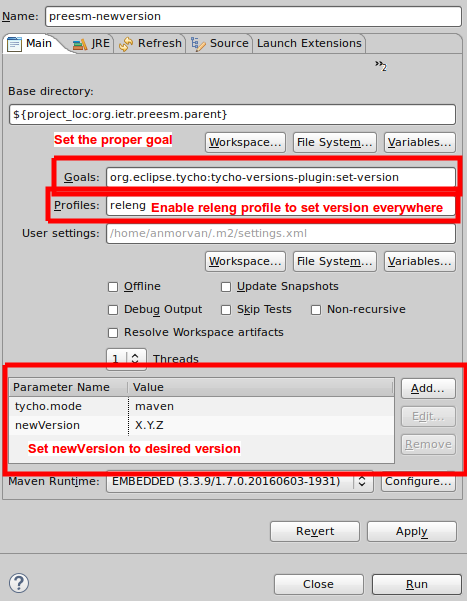 Name: preesm-newversion
Main JRE Refresh Source Launch Extensions
»2
Base directory:
${project_loc:org.ietr.preesm.parent}
Set the proper goal
Workspace... File System... Variables...
Goals: org.eclipse.tycho:tycho-versions-plugin:set-version
Profiles: releng Enable releng profile to set version everywhere
User settings: /home/anmorvan/.m2/settings.xml
Workspace... File System... Variables...
Offline Update Snapshots
Debug Output Skip Tests Non-recursive
Resolve Workspace artifacts
1 Threads
Parameter Name Value Add...
tycho.mode maven Edit...
newVersion X.Y.Z
Set newVersion to desired version Remove
Maven Runtime: EMBEDDED (3.3.9/1.7.0.20160603-1931) Configure...
Revert Apply
? Close Run